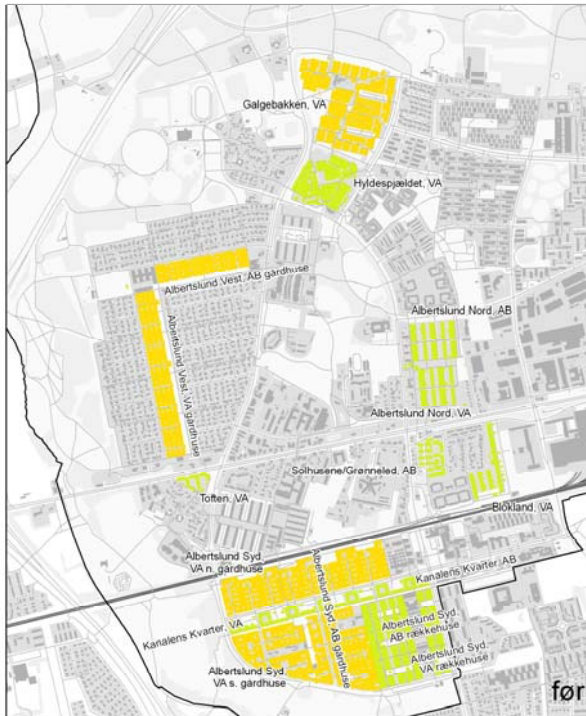 Galgebakken, VA
Hyldespjældet, VA
Albertslund Vest, AB gårdhuse
Albertslund Vest, VA gårdhuse
Albertslund Nord, AB
Albertslund Nord, VA
Solhusene/Grønneled, AB
Toften, VA
Blokland, VA
Albertslund Syd.
VA n. gårdhuse
Albertslund Syd, AB gårdhuse
Kanalens Kvarter, AB
Kanalens Kvarter, VA
Albertslund Syd.
AB rækkehuse
Albertslund Syd.
VA s. gårdhuse
Albertslund Syd.
VA rækkehuse
før